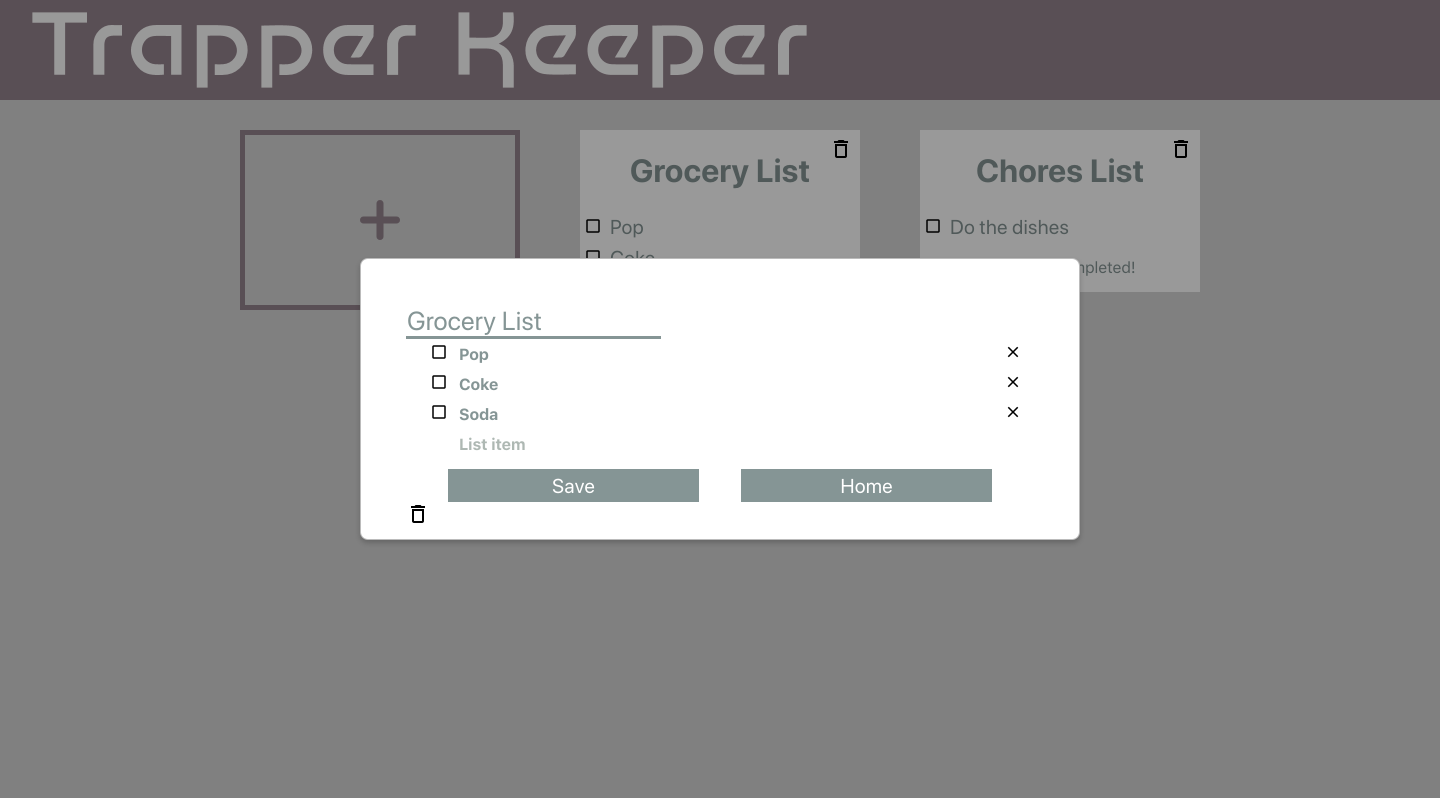 Trapper Keeper
Grocery List
Pop
Coke
Chores List
Do the dishes
mpleted!
Grocery List
Pop
Coke
Soda
List item
Save
Home